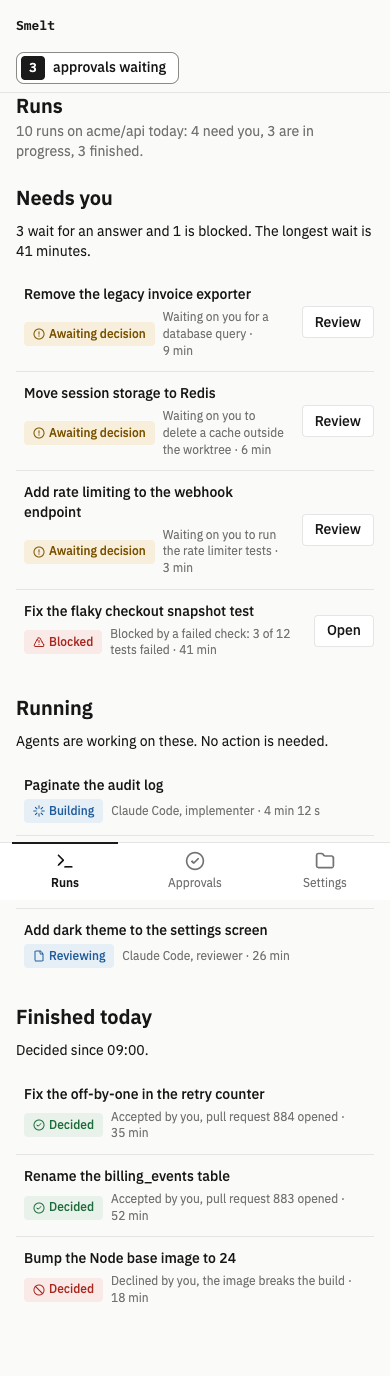 Smelt
3 approvals waiting
Runs
10 runs on acme/api today: 4 need you, 3 are in
progress, 3 finished.
Needs you
3 wait for an answer and 1 is blocked. The longest wait is
41 minutes.
Remove the legacy invoice exporter
Awaiting decision
Waiting on you for a
database query ·
9 min
Review
Move session storage to Redis
Awaiting decision
Waiting on you to
delete a cache outside
the worktree · 6 min
Review
Add rate limiting to the webhook
endpoint
Awaiting decision
Waiting on you to run
the rate limiter tests ·
3 min
Review
Fix the flaky checkout snapshot test
Blocked
Blocked by a failed check: 3 of 12
tests failed · 41 min
Open
Running
Agents are working on these. No action is needed.
Paginate the audit log
Building
Claude Code, implementer · 4 min 12 s
Runs
Approvals
Settings
Add dark theme to the settings screen
Reviewing
Claude Code, reviewer · 26 min
Finished today
Decided since 09:00.
Fix the off-by-one in the retry counter
Decided
Accepted by you, pull request 884 opened ·
35 min
Rename the billing_events table
Decided
Accepted by you, pull request 883 opened ·
52 min
Bump the Node base image to 24
Decided
Declined by you, the image breaks the build ·
18 min